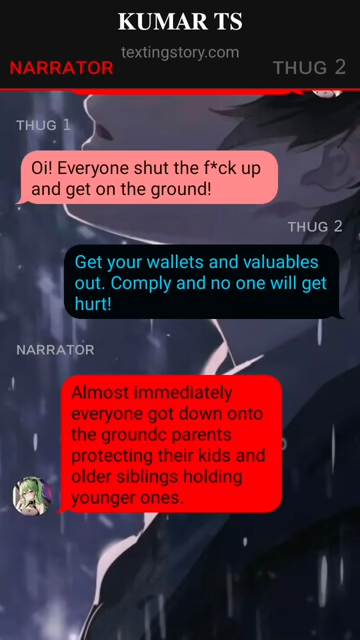 KUMAR TS
textingstory.com
NARRATOR
THUG 2
THUG 1
Oi! Everyone shut the f*ck up
and get on the ground!
THUG 2
Get your wallets and valuables
out. Comply and no one will get
hurt!
NARRATOR
Almost immediately
everyone got down onto
the groundc parents
protecting their kids and
older siblings holding
younger ones.